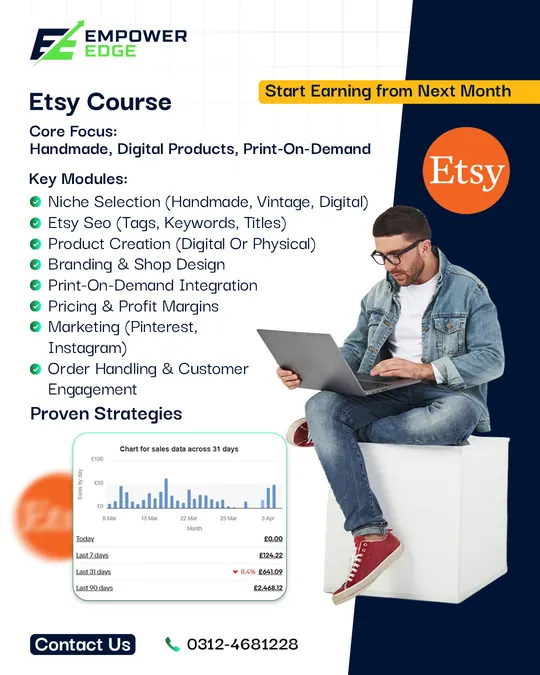 EMPOWER
EDGE
Start Earning from Next Month
Etsy Course
Core Focus:
Handmade, Digital Products, Print-On-Demand
Etsy
Key Modules:
Niche Selection (Handmade, Vintage, Digital)
Etsy Seo (Tags, Keywords, Titles)
Product Creation (Digital Or Physical)
Branding & Shop Design
Print-On-Demand Integration
Pricing & Profit Margins
Marketing (Pinterest,
Instagram)
Order Handling & Customer
Engagement
Proven Strategies
Chart for sales data across 31 days
£100
£50
£0
Sales by day
8 Mar 15 Mar 22 Mar 29 Mar 5 Apr
Month
Today £0.00
Last 7 days £124.22
Last 31 days 8.4% £641.09
Last 90 days £2,468.12
Contact Us 0312-4681228